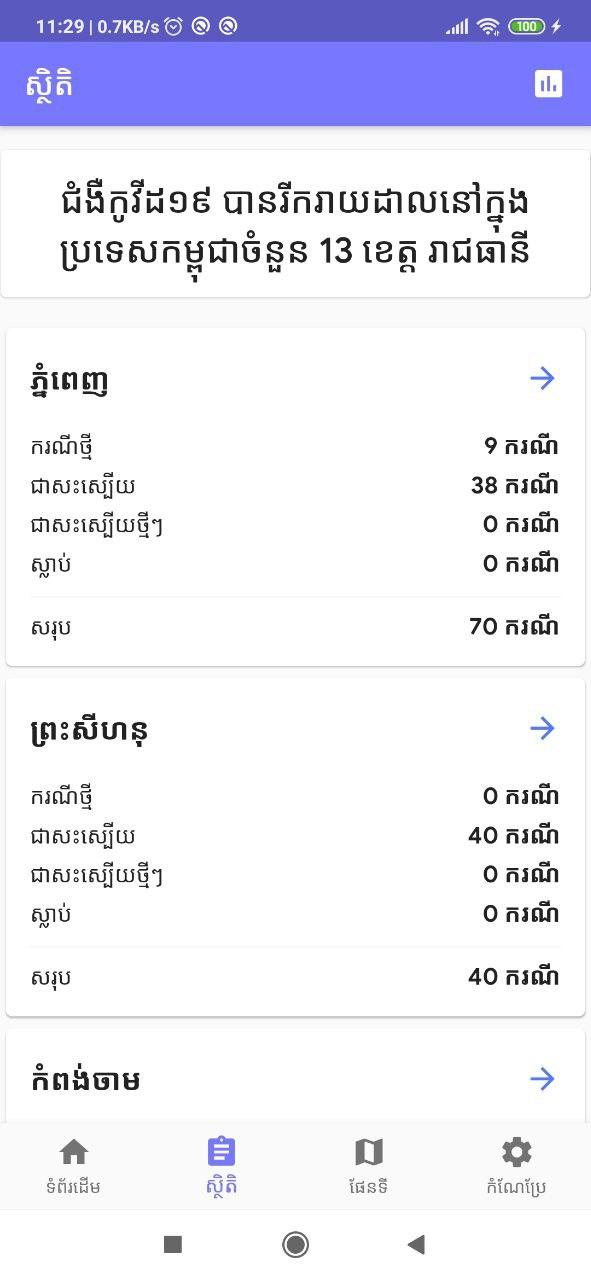 11:29 | 0.7KB/s
100
ស្ថិតិ
ជំងឺកូវីដ១៩ បានរីករាយដាលនៅក្នុង
ប្រទេសកម្ពុជាចំនួន 13 ខេត្ត រាជធានី
ភ្នំពេញ
ករណីថ្មី 9 ករណី
ជាសះស្បើយ 38 ករណី
ជាសះស្បើយថ្មីៗ 0 ករណី
ស្លាប់ 0 ករណី
សរុប 70 ករណី
ព្រះសីហនុ
ករណីថ្មី 0 ករណី
ជាសះស្បើយ 40 ករណី
ជាសះស្បើយថ្មីៗ 0 ករណី
ស្លាប់ 0 ករណី
សរុប 40 ករណី
កំពង់ចាម
ទំព័រដើម ស្ថិតិ ផែនទី កំណែប្រែ